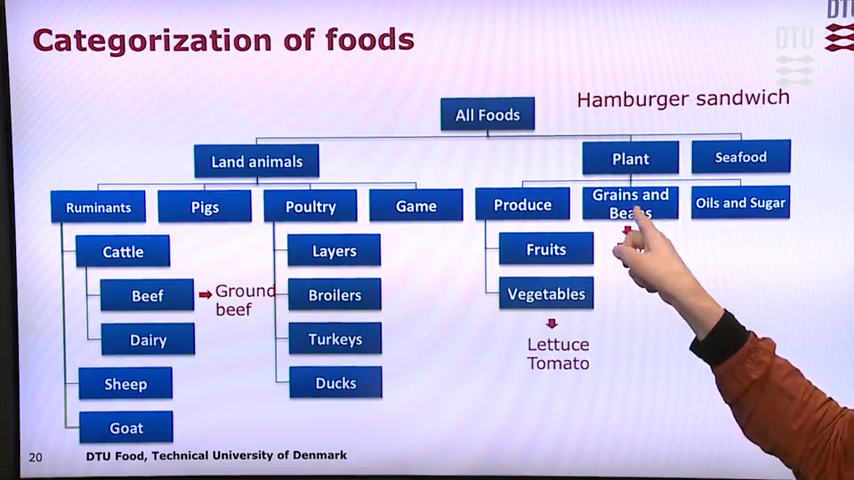 DTU
DTU
Categorization of foods
Hamburger sandwich
All Foods
Land animals
Plant
Seafood
Ruminants
Pigs
Poultry
Game
Produce
Grains and
Beans
Oils and Sugar
Cattle
Layers
Fruits
Beef
Ground
beef
Broilers
Vegetables
Dairy
Turkeys
Lettuce
Tomato
Sheep
Ducks
Goat
20
DTU Food, Technical University of Denmark